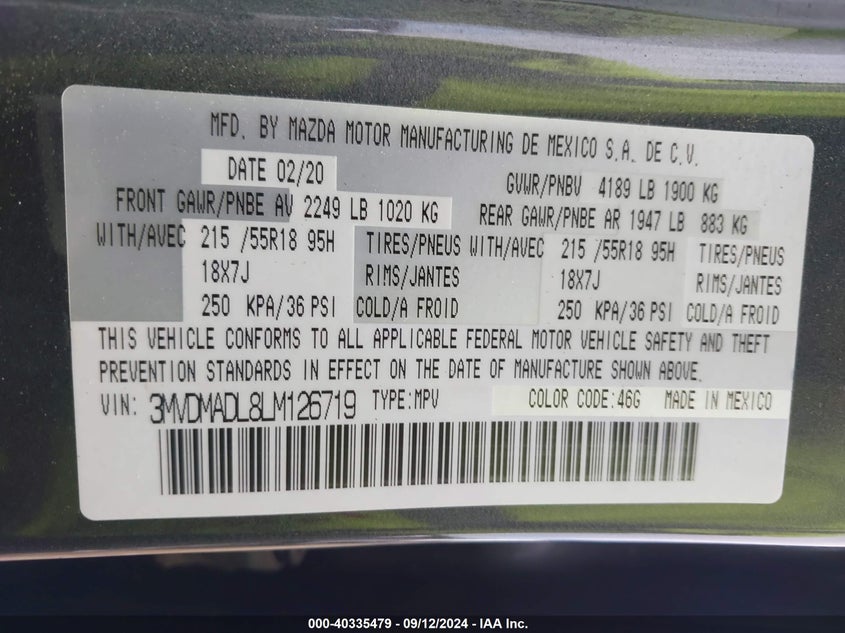 MFD. BY MAZDA MOTOR MANUFACTURING DE MEXICO S.A. DE C.V.
DATE 02/20 GVWR/PNBV 4189 LB 1900 KG
FRONT GAWR/PNBE AV 2249 LB 1020 KG REAR GAWR/PNBE AR 1947 LB 883 KG
WITH/AVEC 215 /55R18 95H TIRES/PNEUS WITH/AVEC 215 /55R18 95H TIRES/PNEUS
18X7J RIMS/JANTES 18X7J RIMS/JANTES
250 KPA/36 PSI COLD/A FROID 250 KPA/36 PSI COLD/A FROID
THIS VEHICLE CONFORMS TO ALL APPLICABLE FEDERAL MOTOR VEHICLE SAFETY AND THEFT
PREVENTION STANDARDS IN EFFECT ON THE DATE OF MANUFACTURE SHOWN ABOVE.
VIN: 3MVDMADL8LM126719 TYPE:MPV COLOR CODE:46G MADE IN MEXICO
000-40335479 - 09/12/2024 - IAA Inc.